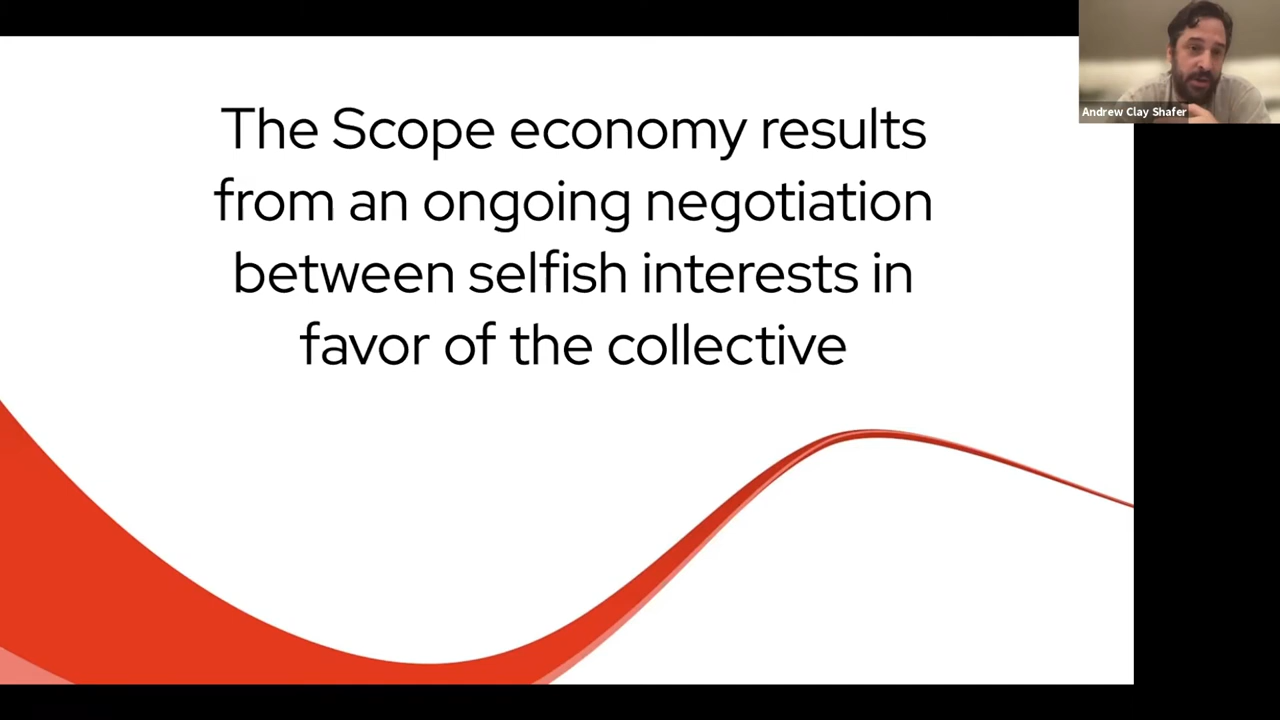 The Scope economy results
from an ongoing negotiation
between selfish interests in
favor of the collective
Andrew Clay Shafer